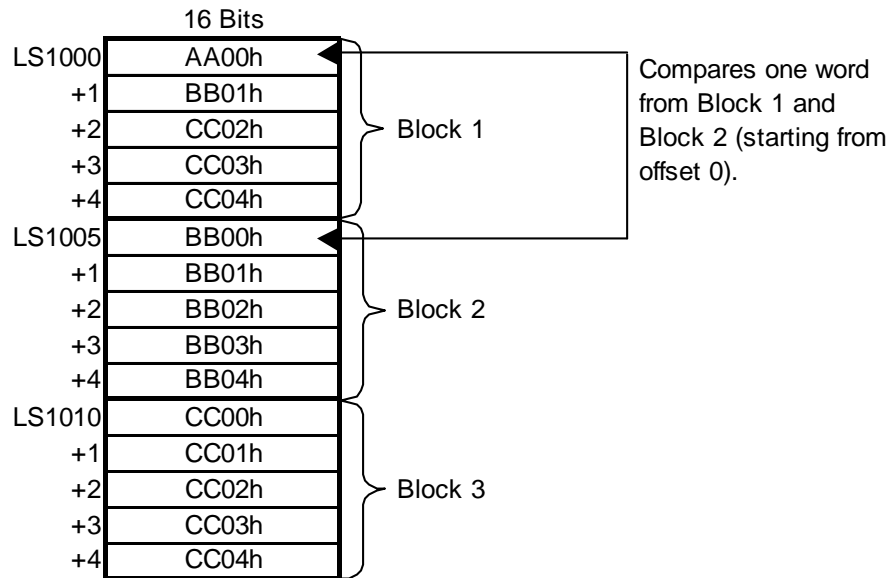 16 Bits
LS1000 AA00h
+1 BB01h
+2 CC02h
+3 CC03h
+4 CC04h
Block 1
Compares one word
from Block 1 and
Block 2 (starting from
offset 0).
LS1005 BB00h
+1 BB01h
+2 BB02h
+3 BB03h
+4 BB04h
Block 2
LS1010 CC00h
+1 CC01h
+2 CC02h
+3 CC03h
+4 CC04h
Block 3